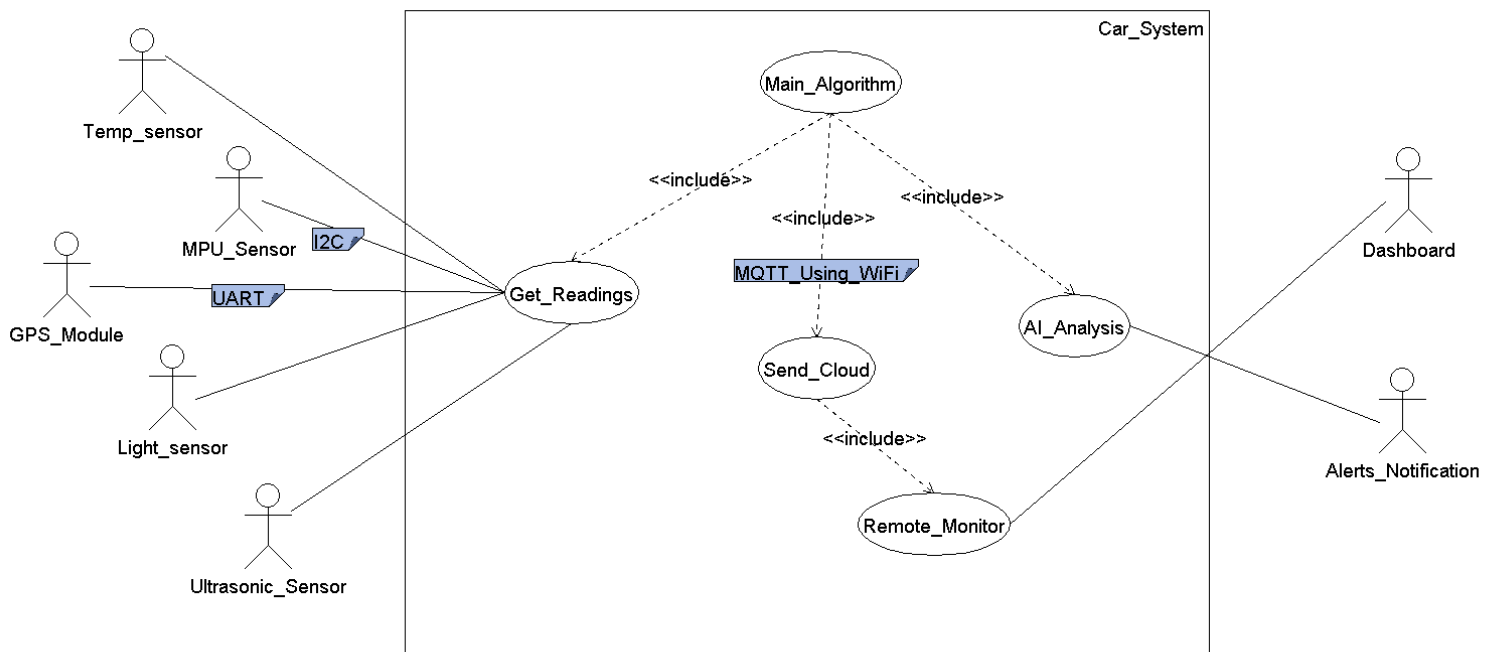 Car_System
Main_Algorithm
Temp_sensor
<<include>>
<<include>>
<<include>>
MPU_Sensor
I2C
Dashboard
MQTT_Using_WiFi
Get_Readings
UART
GPS_Module
AI_Analysis
Send_Cloud
Light_sensor
<<include>>
Alerts_Notification
Remote_Monitor
Ultrasonic_Sensor